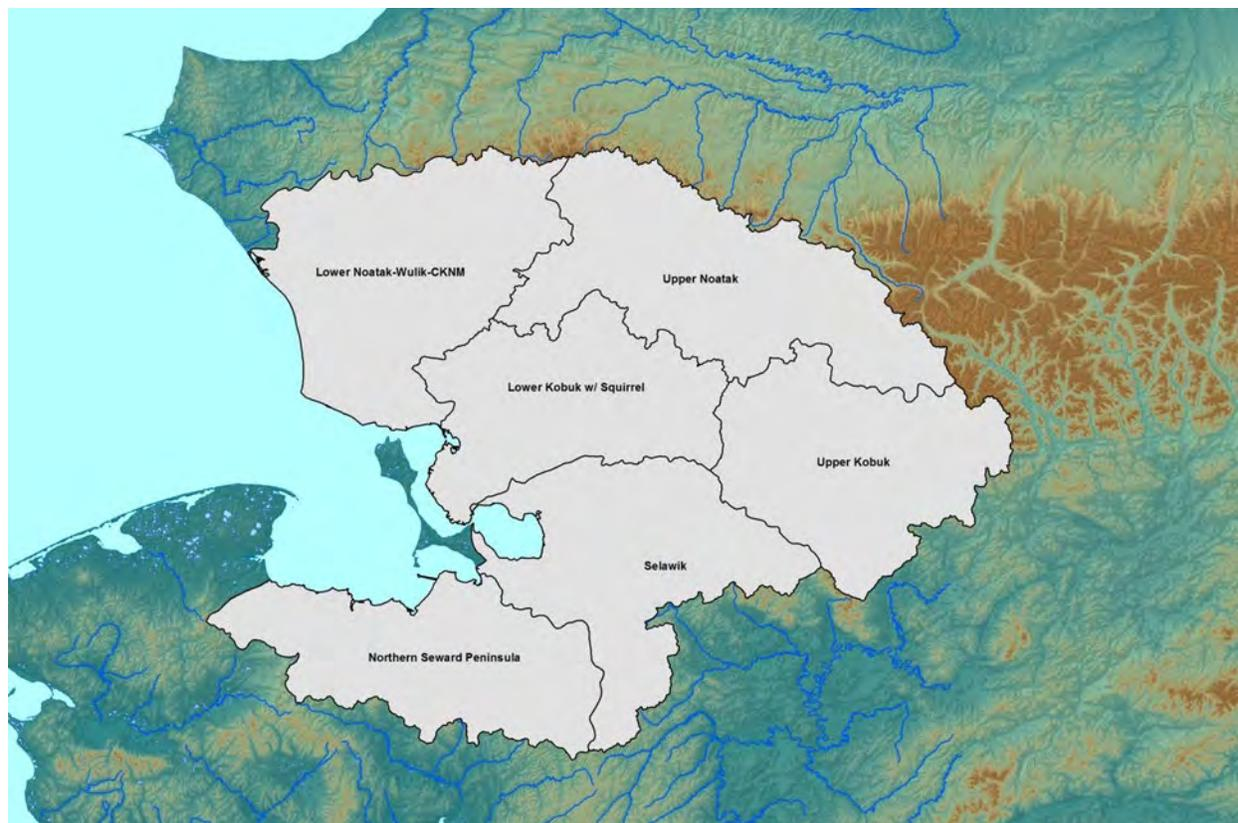 Lower Noatak-Wulik-CKNM
Upper Noatak
Lower Kobuk w/ Squirrel
Upper Kobuk
Selawik
Northern Seward Peninsula